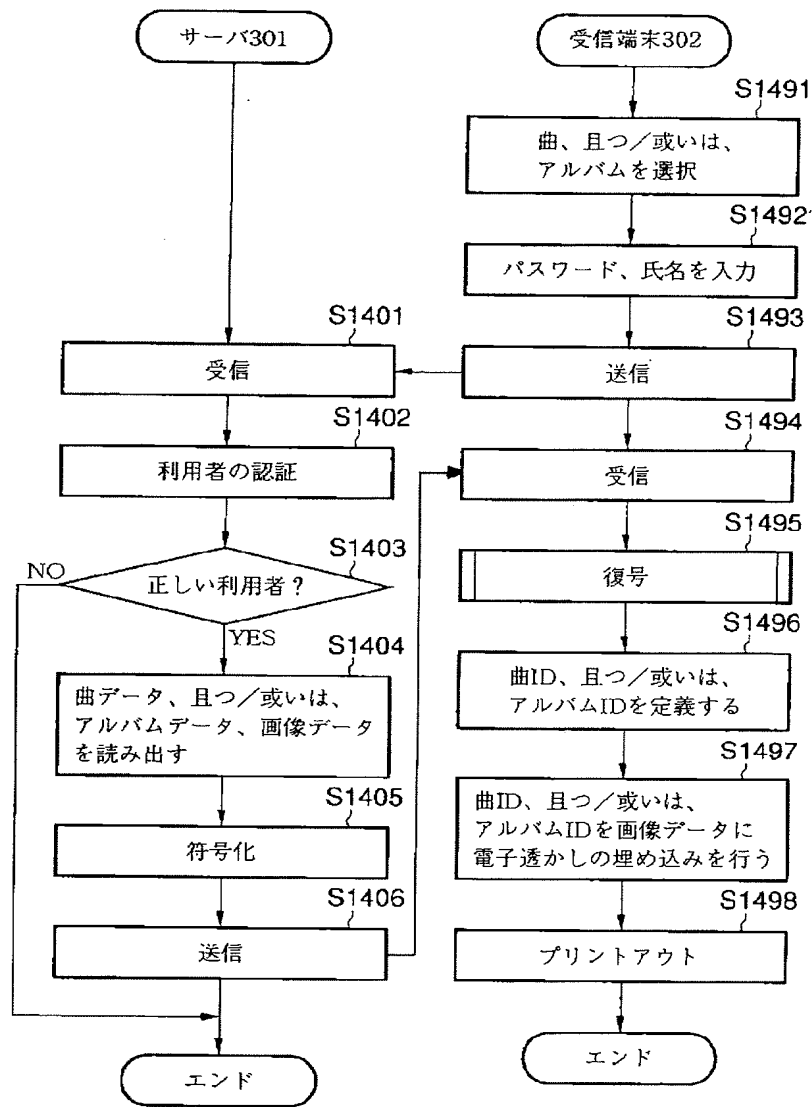 サーバ301
S1401
受信
S1402
利用者の認証
S1403
NO
正しい利用者？
YES
S1404
曲データ、且つ／或いは、
アルバムデータ、画像データ
を読み出す
S1405
符号化
S1406
送信
エンド
受信端末302
S1491
曲、且つ／或いは、
アルバムを選択
S1492
パスワード、氏名を入力
S1493
送信
S1494
受信
S1495
復号
S1496
曲ID、且つ／或いは、
アルバムIDを定義する
S1497
曲ID、且つ／或いは、
アルバムIDを画像データに
電子透かしの埋め込みを行う
S1498
プリントアウト
エンド